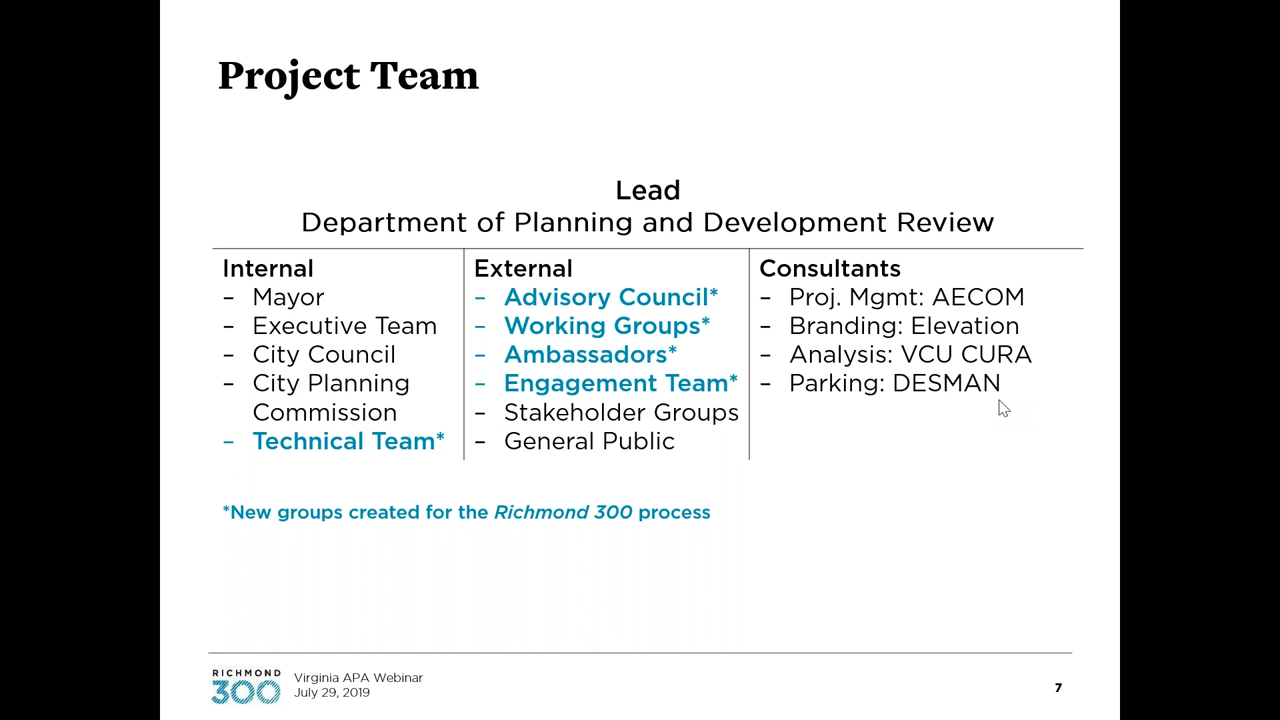 Project Team
Lead
Department of Planning and Development Review
Internal
– Mayor
– Executive Team
– City Council
– City Planning
Commission
– Technical Team*
External
– Advisory Council*
– Working Groups*
– Ambassadors*
– Engagement Team*
– Stakeholder Groups
– General Public
Consultants
– Proj. Mgmt: AECOM
– Branding: Elevation
– Analysis: VCU CURA
– Parking: DESMAN
*New groups created for the Richmond 300 process
RICHMOND
300
Virginia APA Webinar
July 29, 2019
7